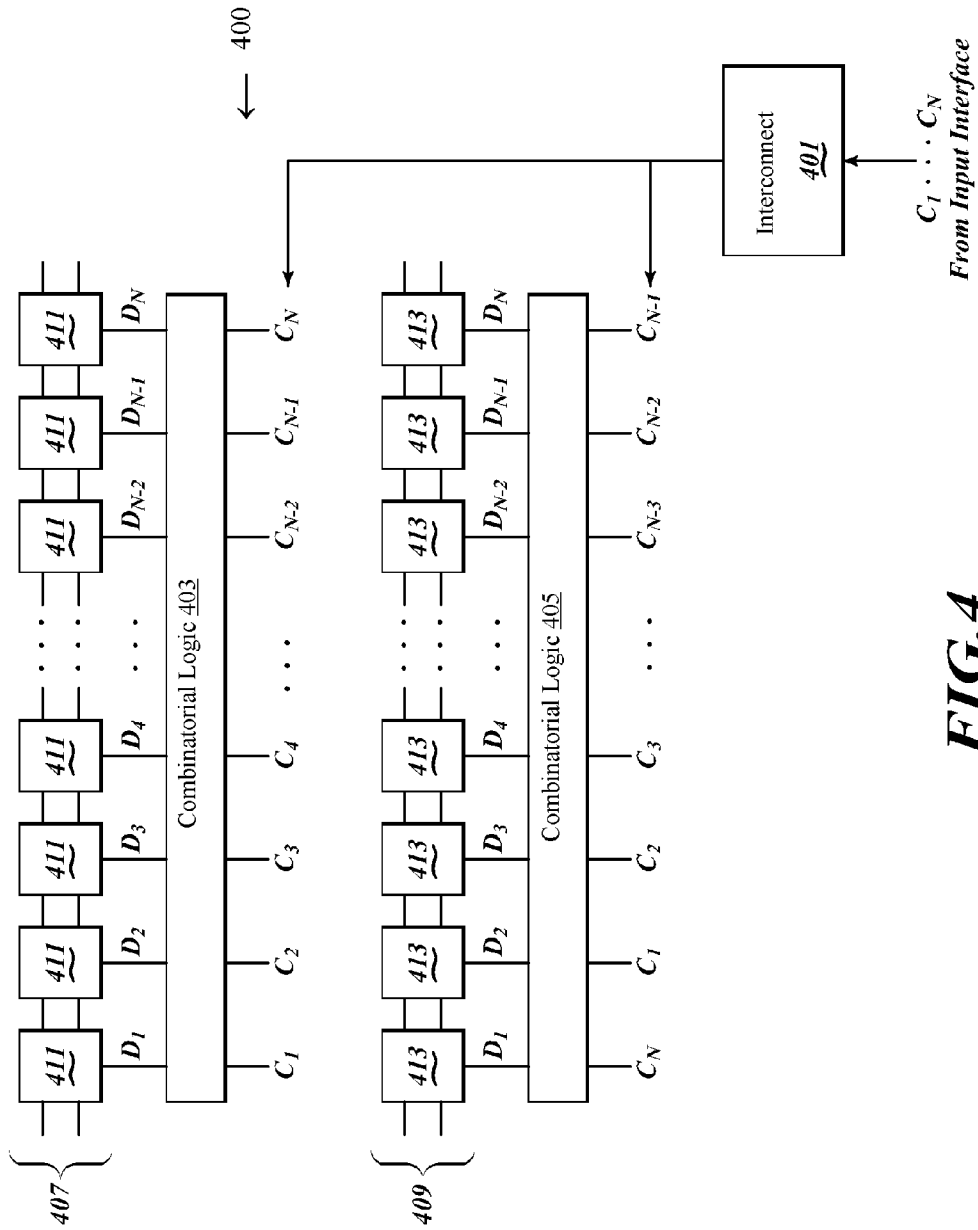 400
407
411 411 411 411 . . . 411 411 411
D1 D2 D3 D4 . . . DN-2 DN-1 DN
Combinatorial Logic 403
C1 C2 C3 C4 . . . CN-2 CN-1 CN
409
413 413 413 413 . . . 413 413 413
D1 D2 D3 D4 . . . DN-2 DN-1 DN
Combinatorial Logic 405
CN C1 C2 C3 . . . CN-3 CN-2 CN-1
Interconnect
401
C1 . . . CN
From Input Interface
FIG.4